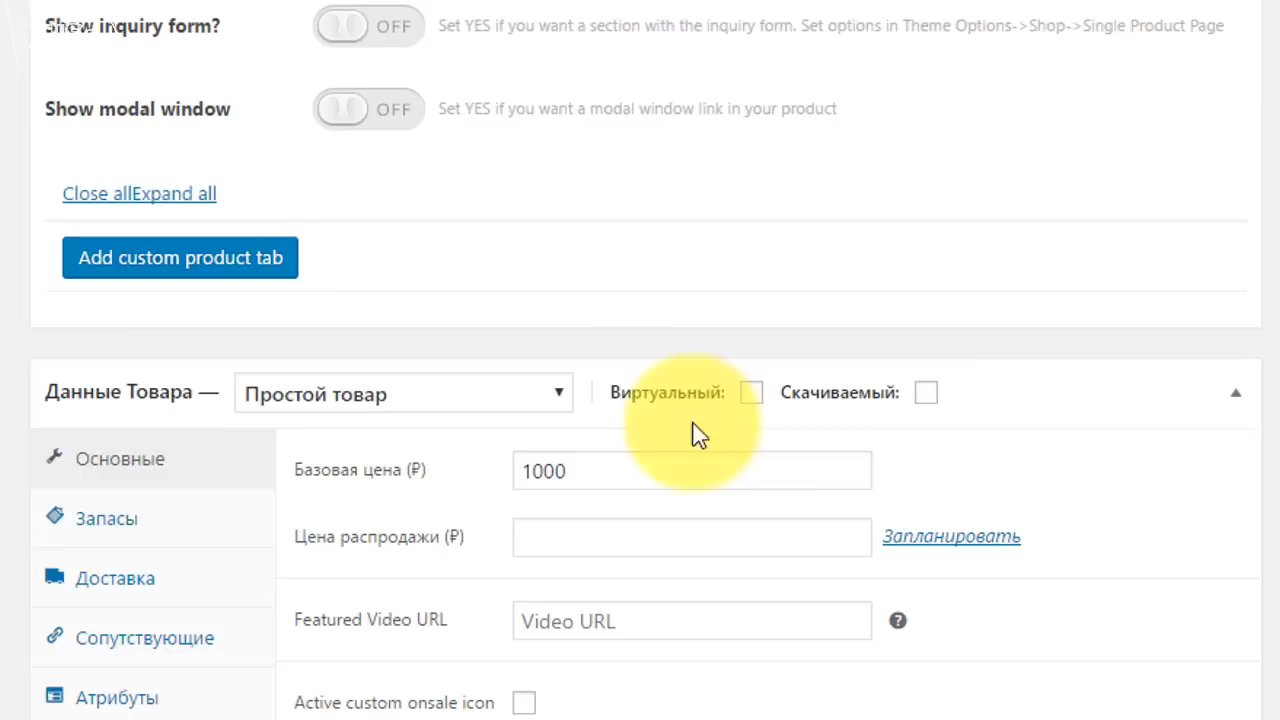 Show inquiry form?
OFF
Set YES if you want a section with the inquiry form. Set options in Theme Options->Shop->Single Product Page
Show modal window
OFF
Set YES if you want a modal window link in your product
Close allExpand all
Add custom product tab
Данные Товара —
Простой товар
Виртуальный:
Скачиваемый:
Основные
Базовая цена (₽)
1000
Запасы
Цена распродажи (₽)
Запланировать
Доставка
Featured Video URL
Video URL
Сопутствующие
Атрибуты
Active custom onsale icon